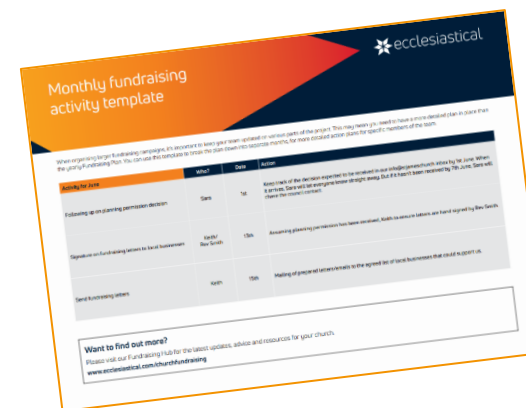 ecclesiastical
Monthly fundraising
activity template
When organising larger fundraising campaigns, it's important to keep your team updated on various parts of the project. This may mean you need to have a more detailed plan in place than
the yearly Fundraising Plan. You can use this template to break the plan down into separate months, for more detailed action plans for specific members of the team.
Activity for June
Who?
Date
Action
Following up on planning permission decision
Sara
1st
Keep track of the decision expected to be received in our inbox by 1st June. When
it arrives, Sara will let everyone know straight away. But if it hasn't been received by 7th June, Sara will
chase the council contact.
Signature on fundraising letters to local businesses
Keith/
Rev Smith
13th
Assuming planning permission has been received, Keith to ensure letters are hand signed by Rev Smith
Send fundraising letters
Keith
15th
Mailing of prepared letters/emails to the agreed list of local businesses that could support us
Want to find out more?
Please visit our Fundraising Hub for the latest updates, advice and resources for your church.
www.ecclesiastical.com/churchfundraising